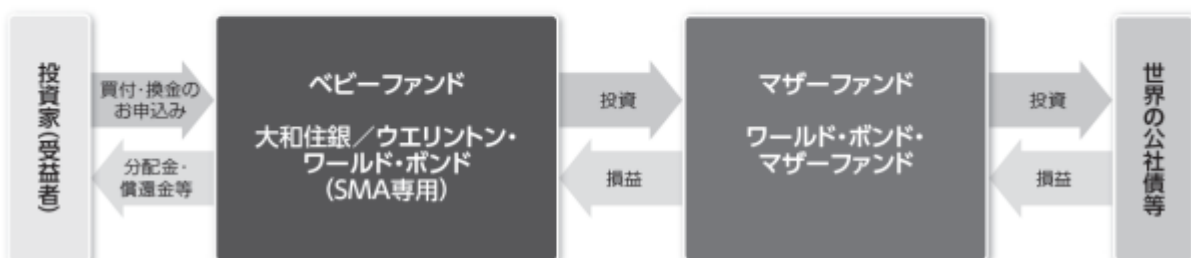 投資家(受益者)
買付・換金の
お申込み
分配金・
償還金等
ベビーファンド
大和住銀／ウエリントン・
ワールド・ボンド
(SMA専用)
投資
損益
マザーファンド
ワールド・ボンド・
マザーファンド
投資
損益
世界の公社債等